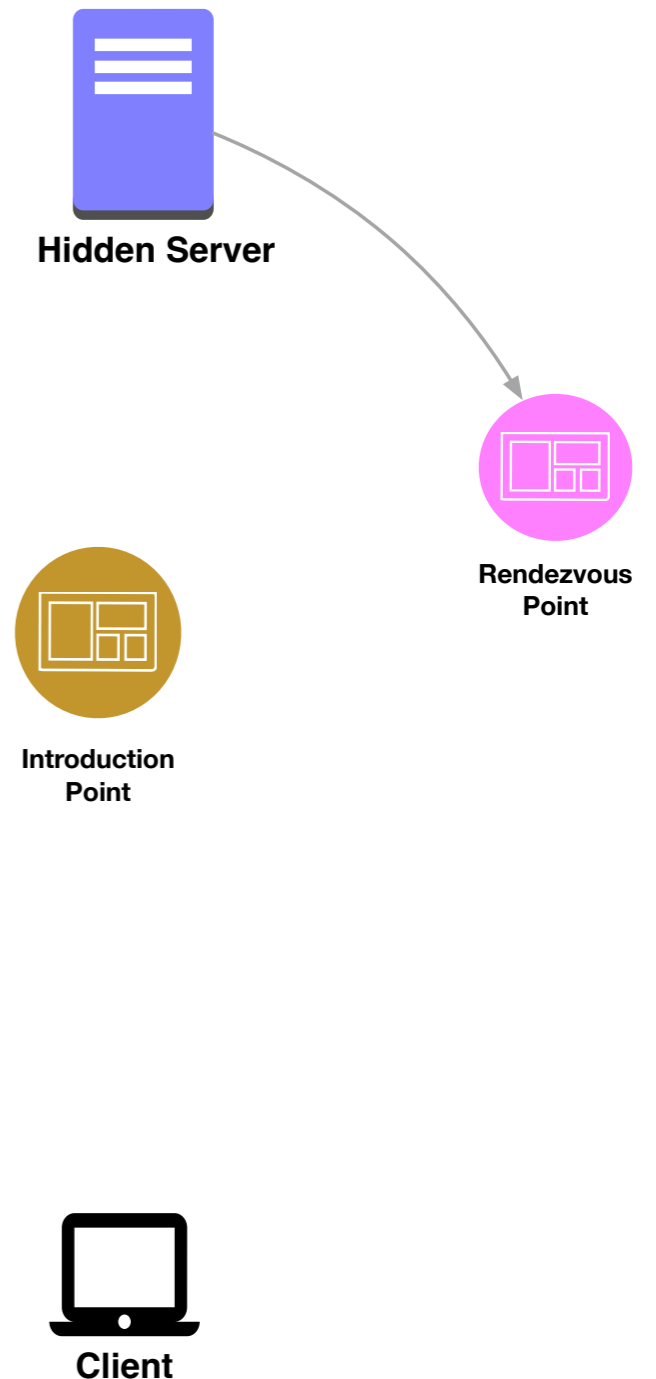 Hidden Server
Rendezvous
Point
Introduction
Point
Client